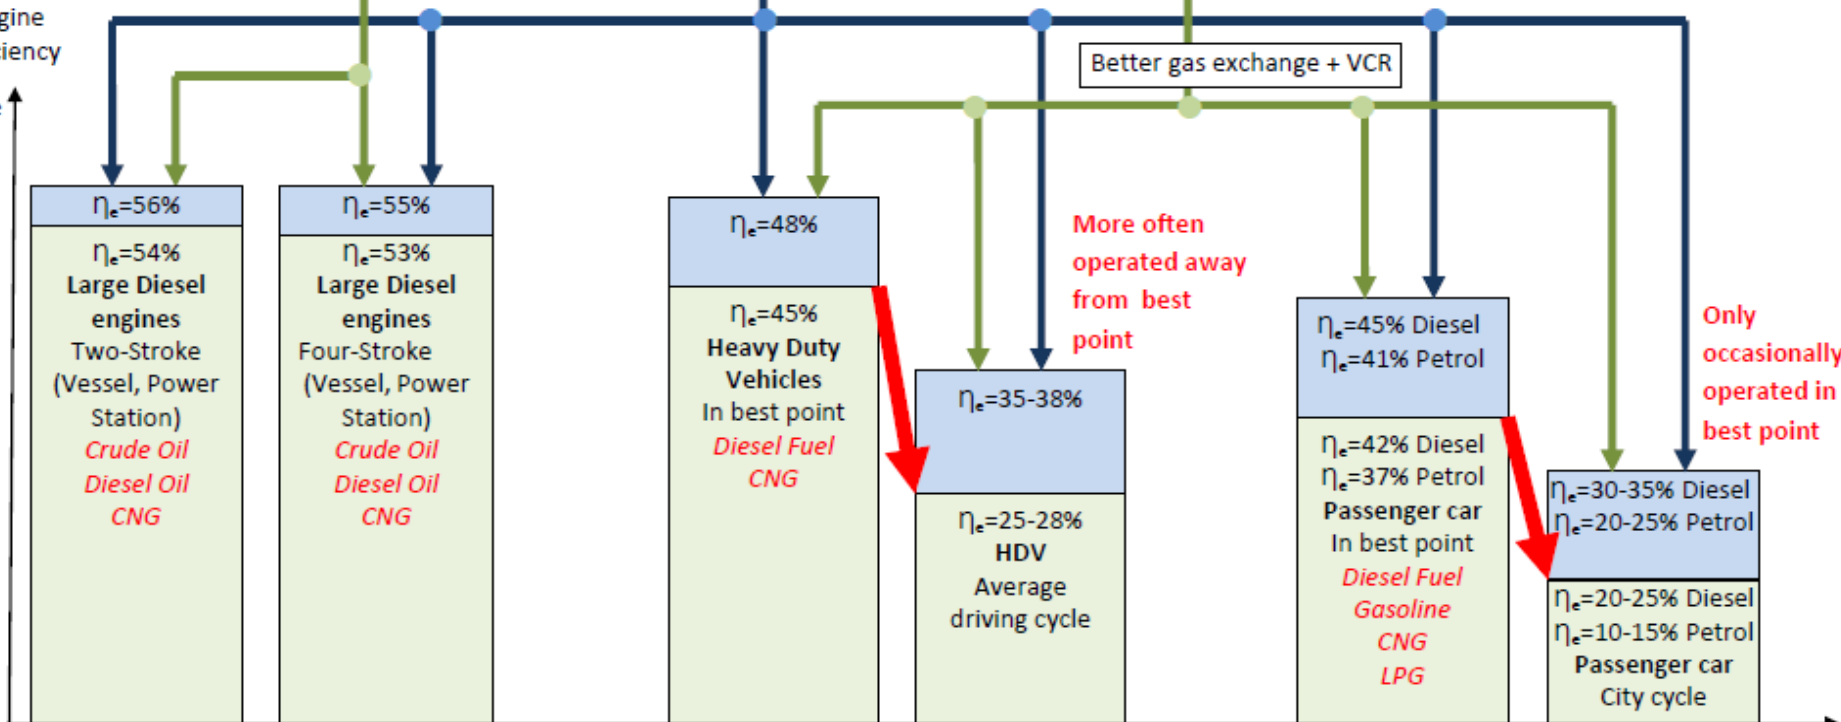 Better gas exchange + VCR
ηₑ=56%
ηₑ=54%
Large Diesel
engines
Two-Stroke
(Vessel, Power
Station)
Crude Oil
Diesel Oil
CNG
ηₑ=55%
ηₑ=53%
Large Diesel
engines
Four-Stroke
(Vessel, Power
Station)
Crude Oil
Diesel Oil
CNG
ηₑ=48%
ηₑ=45%
Heavy Duty
Vehicles
In best point
Diesel Fuel
CNG
More often
operated away
from best
point
ηₑ=35-38%
ηₑ=25-28%
HDV
Average
driving cycle
ηₑ=45% Diesel
ηₑ=41% Petrol
ηₑ=42% Diesel
ηₑ=37% Petrol
Passenger car
In best point
Diesel Fuel
Gasoline
CNG
LPG
Only
occasionally
operated in
best point
ηₑ=30-35% Diesel
ηₑ=20-25% Petrol
ηₑ=20-25% Diesel
ηₑ=10-15% Petrol
Passenger car
City cycle